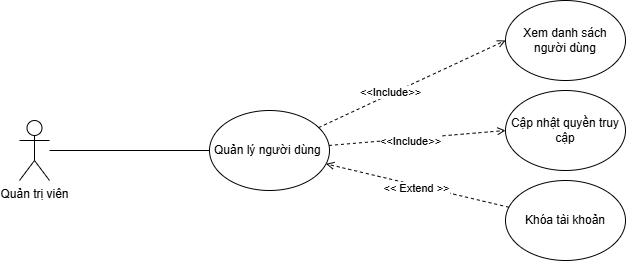 Xem danh sách
người dùng
<<Include>>
Cập nhật quyền truy
cập
Quản lý người dùng
<<Include>>
<< Extend >>
Quản trị viên
Khóa tài khoản